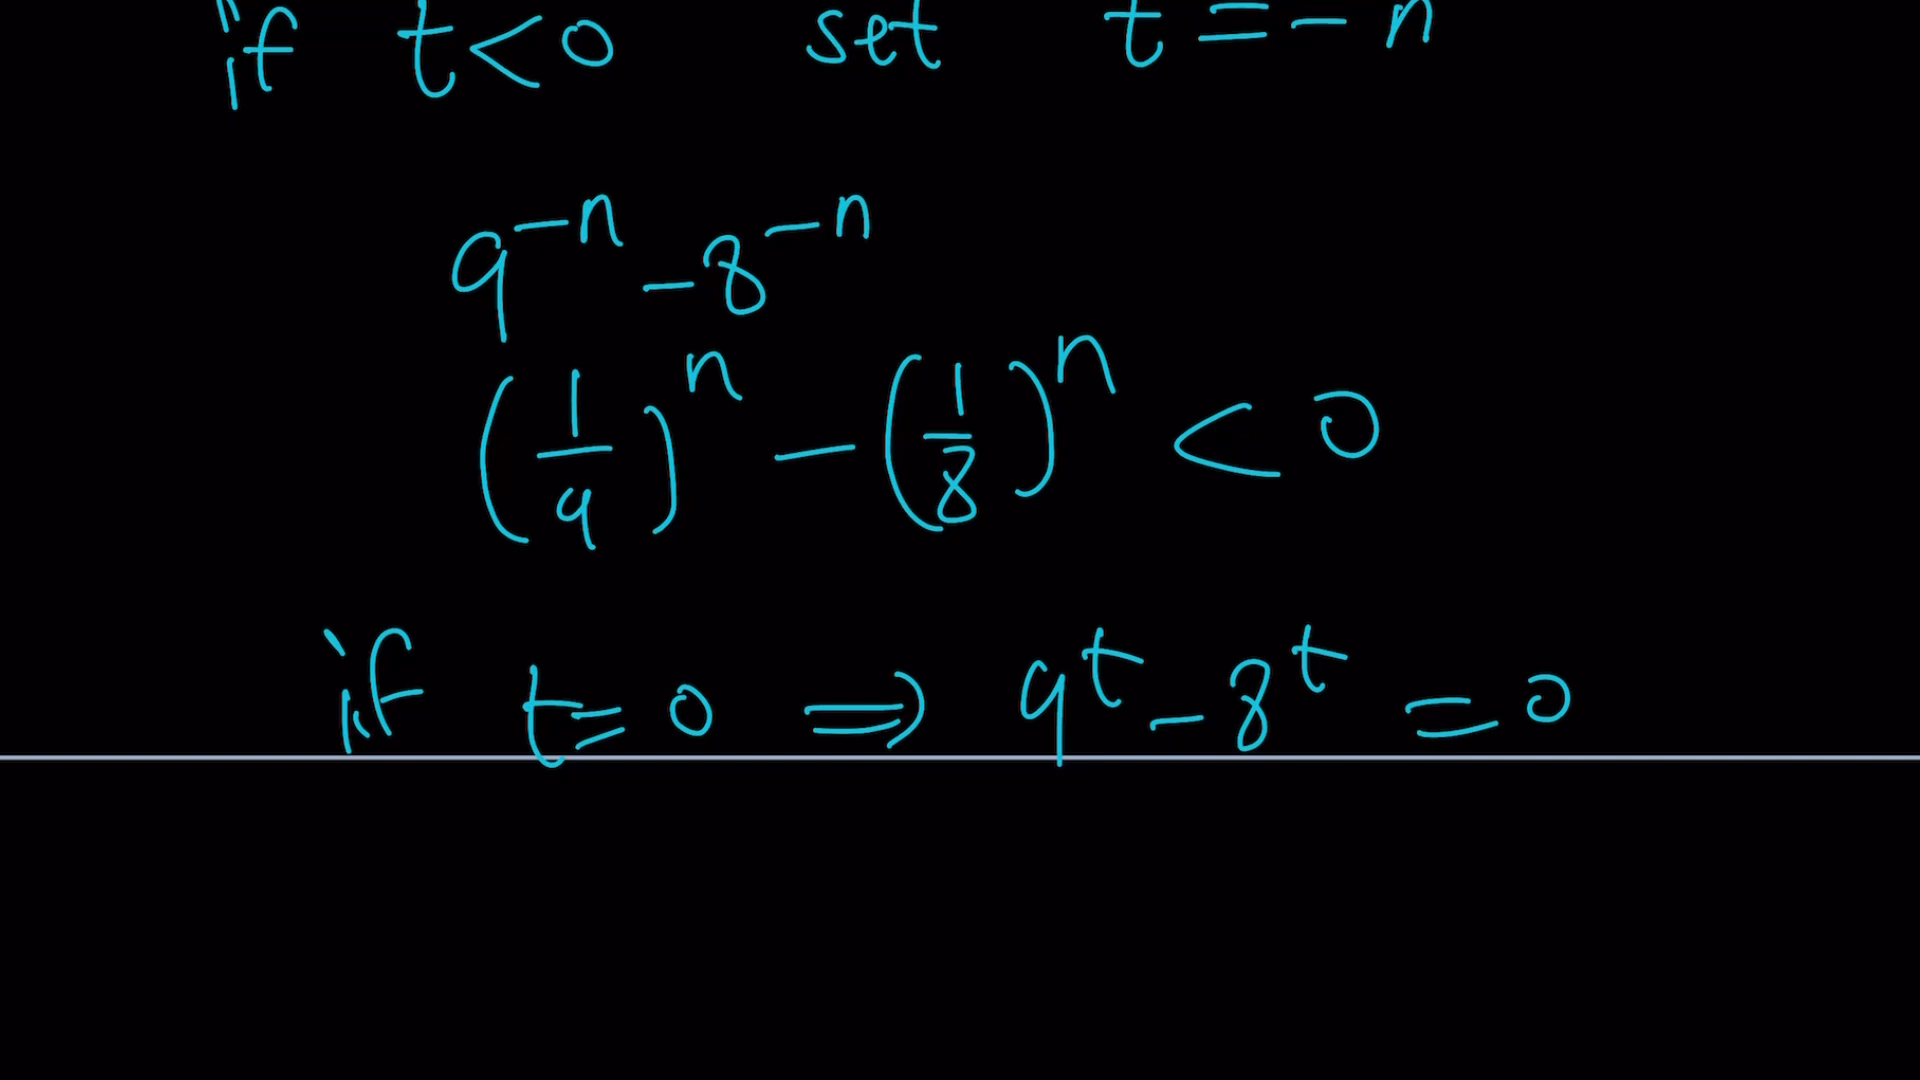 if t<0 set t=-n
9^{-n} - 8^{-n}
(1/9)^n - (1/8)^n < 0
if t=0 ⇒ 9^t - 8^t = 0